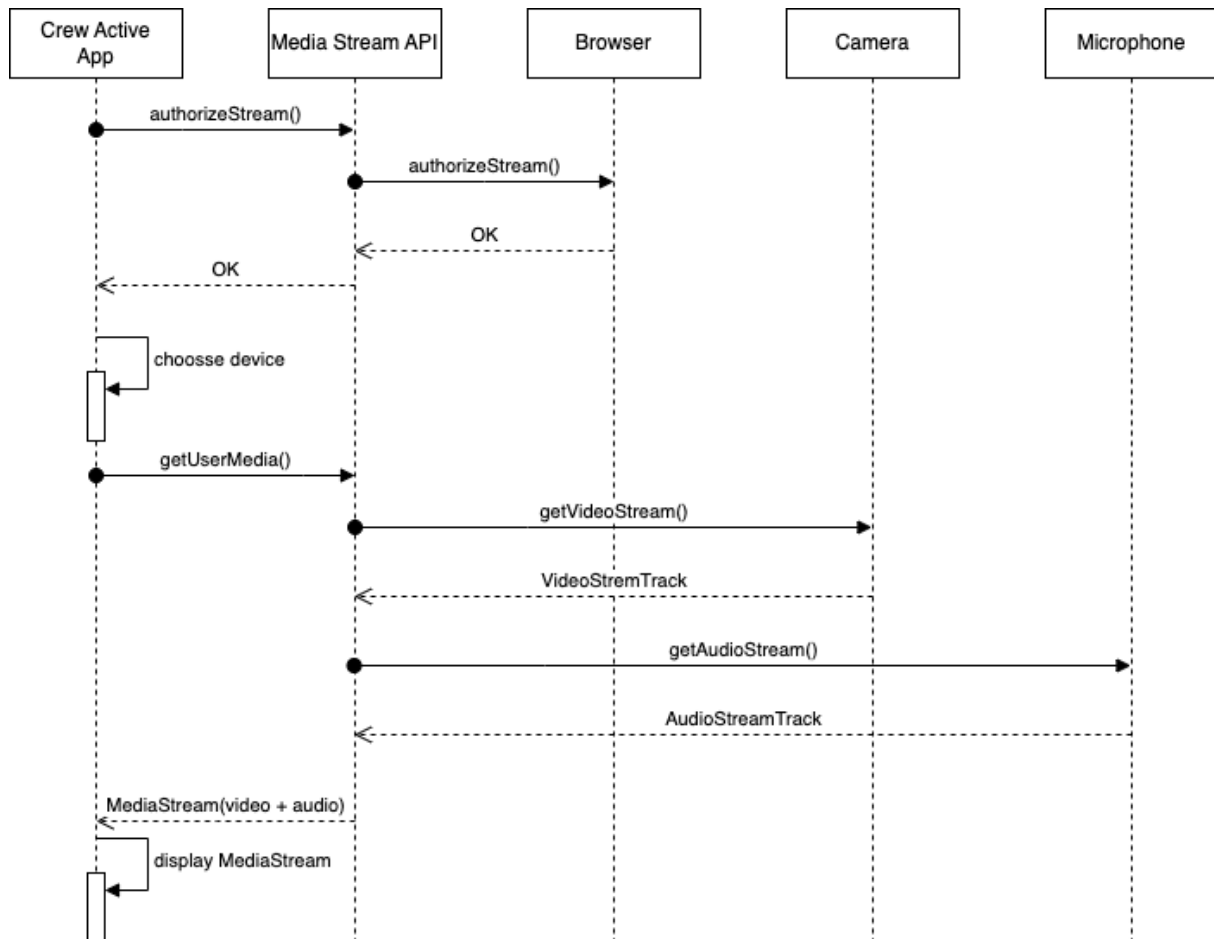 Crew Active
App
Media Stream API
Browser
Camera
Microphone
authorizeStream()
authorizeStream()
OK
OK
choosse device
getUserMedia()
getVideoStream()
VideoStremTrack
getAudioStream()
AudioStreamTrack
MediaStream(video + audio)
display MediaStream